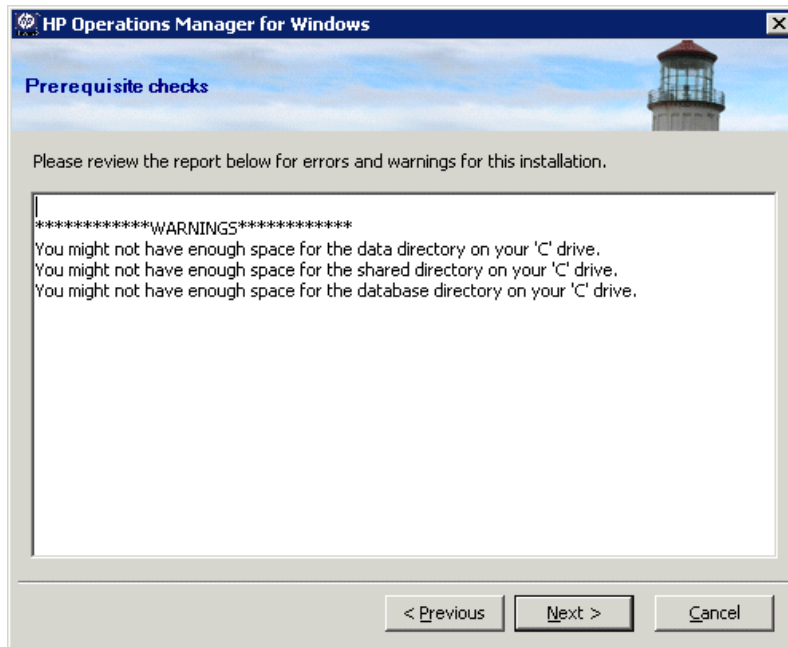 HP Operations Manager for Windows
Prerequisite checks
Please review the report below for errors and warnings for this installation.
************WARNINGS************
You might not have enough space for the data directory on your 'C' drive.
You might not have enough space for the shared directory on your 'C' drive.
You might not have enough space for the database directory on your 'C' drive.
< Previous
Next >
Cancel